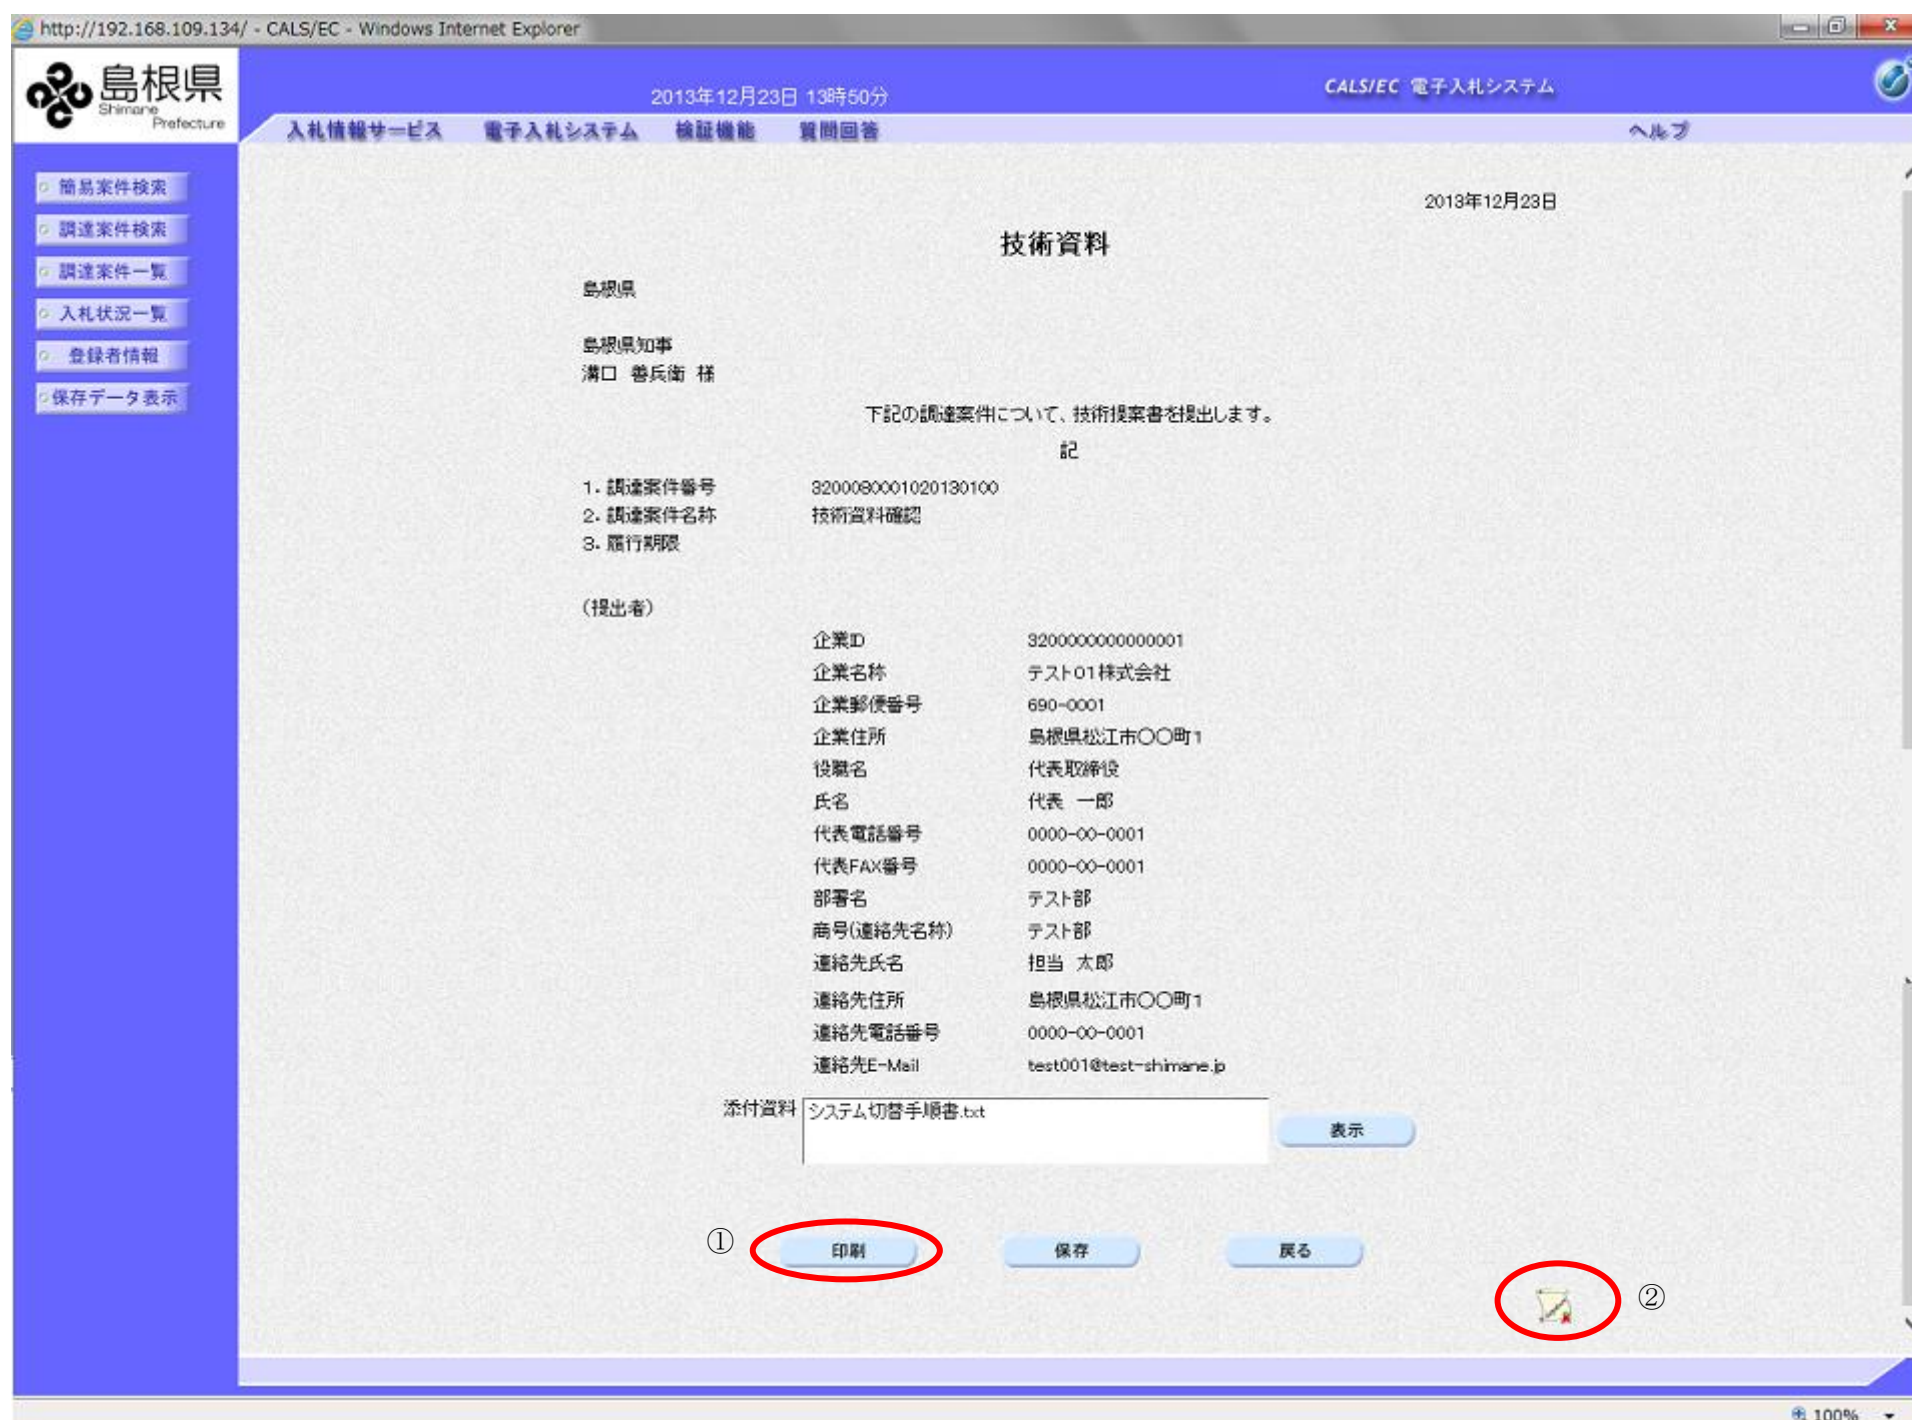 http://192.168.109.134/ - CALS/EC - Windows Internet Explorer
島根県
Shimane
Prefecture
2013年12月23日 13時50分
CALS/EC 電子入札システム
入札情報サービス 電子入札システム 検証機能 質問回答 ヘルプ
簡易案件検索
調達案件検索
調達案件一覧
入札状況一覧
登録者情報
保存データ表示
2013年12月23日
技術資料
島根県
島根県知事
溝口 善兵衛 様
下記の調達案件について、技術提案書を提出します。
記
1. 調達案件番号 3200080001020130100
2. 調達案件名称 技術資料確認
3. 履行期限
(提出者)
企業ID 3200000000000001
企業名称 テスト01株式会社
企業郵便番号 690-0001
企業住所 島根県松江市○○町1
役職名 代表取締役
氏名 代表 一郎
代表電話番号 0000-00-0001
代表FAX番号 0000-00-0001
部署名 テスト部
商号(連絡先名称) テスト部
連絡先氏名 担当 太郎
連絡先住所 島根県松江市○○町1
連絡先電話番号 0000-00-0001
連絡先E-Mail test001@test-shimane.jp
添付資料 システム切替手順書.txt 表示
① 印刷 保存 戻る
②
100%